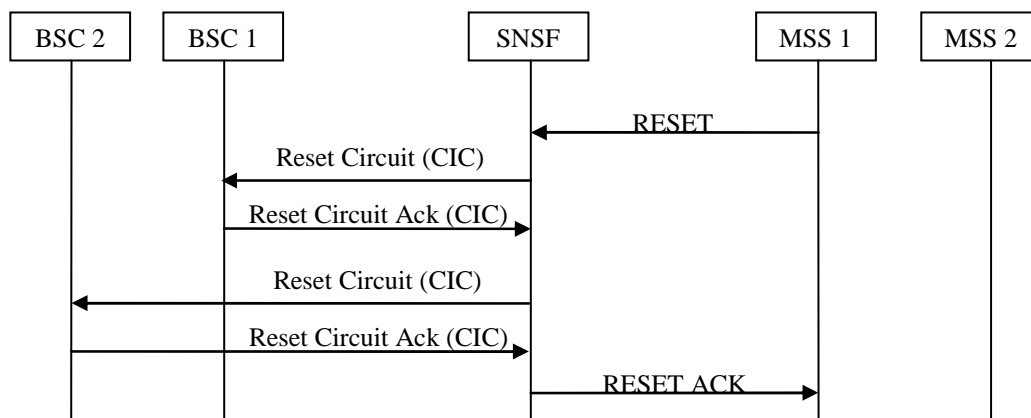 BSC 2
BSC 1
SNSF
MSS 1
MSS 2
RESET
Reset Circuit (CIC)
Reset Circuit Ack (CIC)
Reset Circuit (CIC)
Reset Circuit Ack (CIC)
RESET ACK